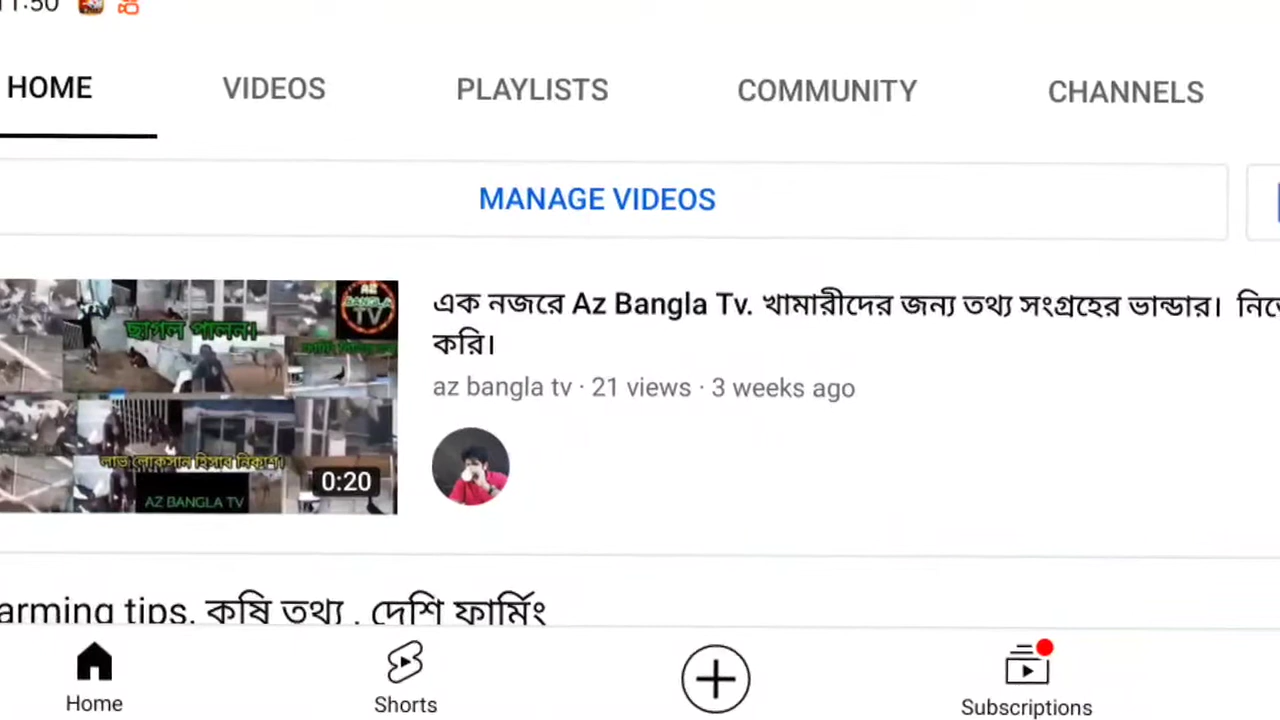 11:50
HOME VIDEOS PLAYLISTS COMMUNITY CHANNELS
MANAGE VIDEOS
AZ BANGLA TV
ছাগল পালন।
এক নজরে Az Bangla Tv. খামারীদের জন্য তথ্য সংগ্রহের ভান্ডার।
করি।
az bangla tv · 21 views · 3 weeks ago
লাভ লোকসান হিসাব নিকাশ।
0:20
AZ BANGLA TV
arming tips. কষি তথ্য . দেশি ফার্মিং
Home Shorts Subscriptions